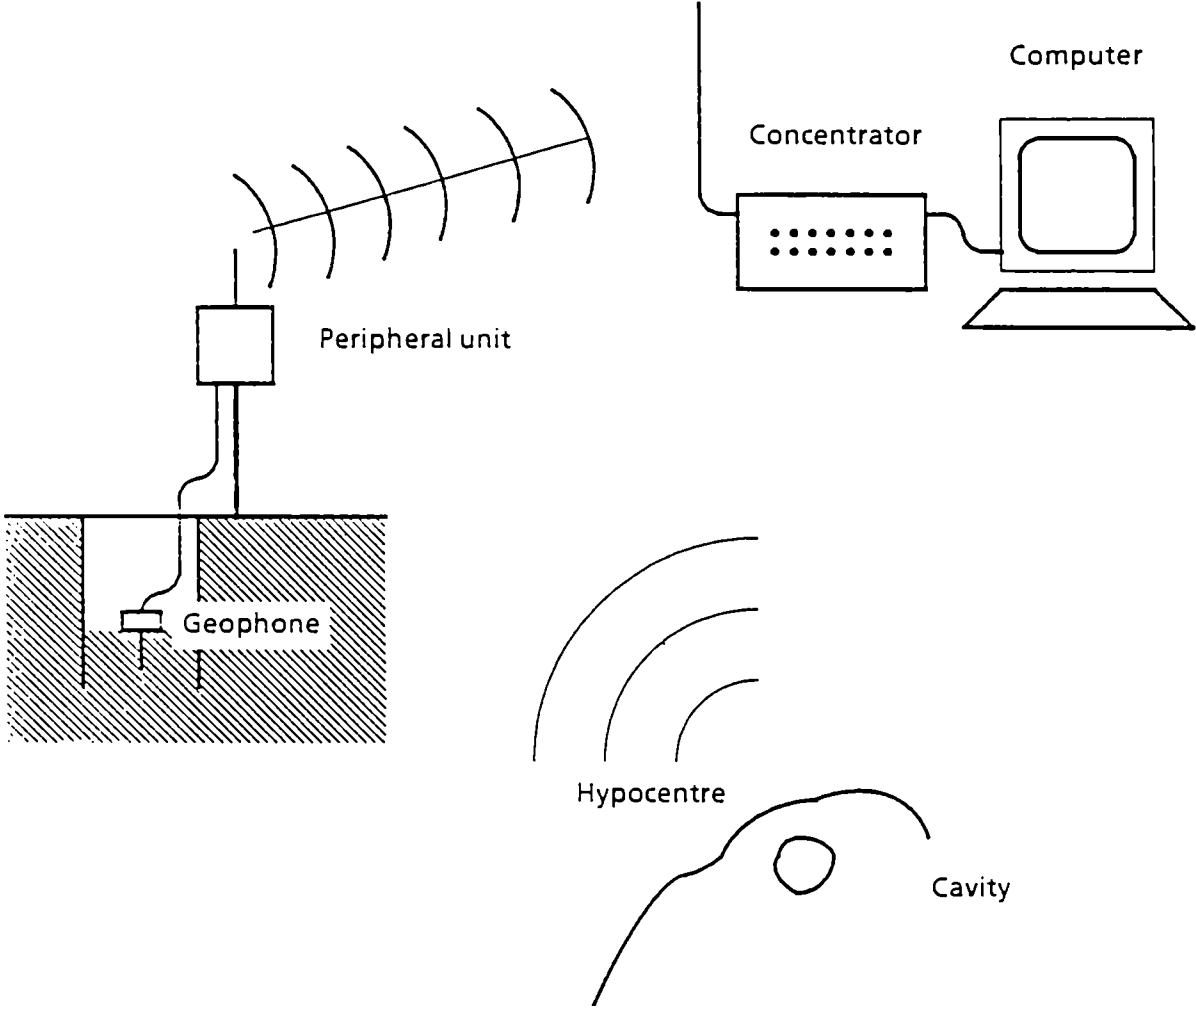 Computer
Concentrator
Peripheral unit
Geophone
Hypocentre
Cavity